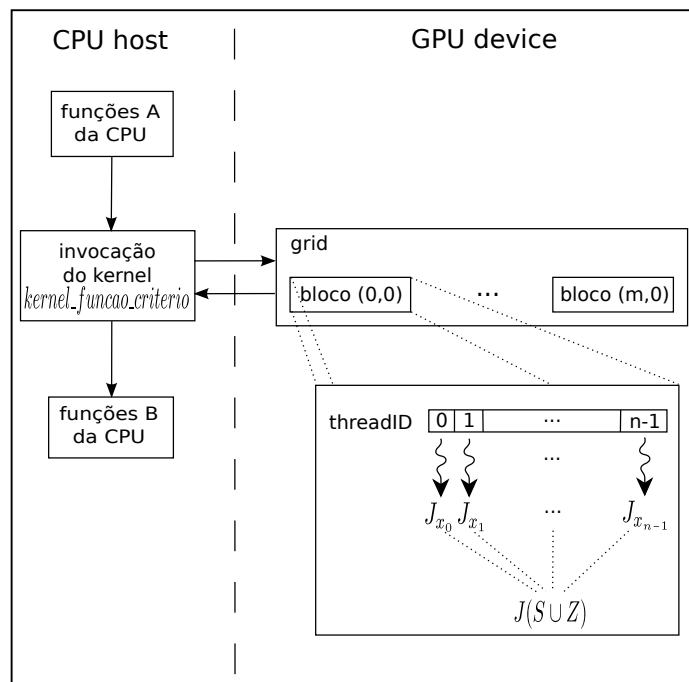 CPU host
GPU device
funções A
da CPU
invocação
do kernel
kernel_funcao_criterio
grid
bloco (0,0)
...
bloco (m,0)
funções B
da CPU
threadID
0 1 ... n-1
...
J_{x_0} J_{x_1} ... J_{x_{n-1}}
J(S ∪ Z)